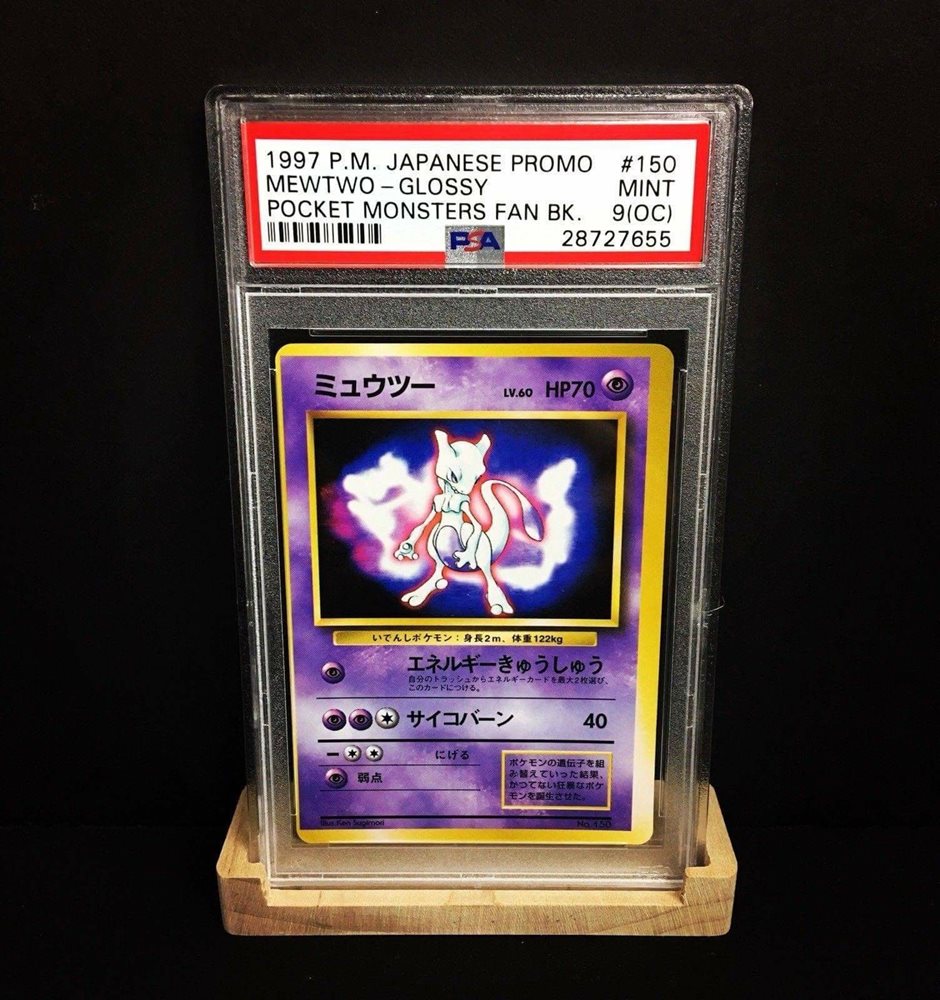 1997 P.M. JAPANESE PROMO #150
MEWTWO – GLOSSY MINT
POCKET MONSTERS FAN BK. 9(OC)
PSA 28727655
ミュウツー LV.60 HP70
いでんしポケモン：身長2m、体重122kg
エネルギーきゅうしゅう
自分のトラッシュからエネルギーカードを最大2枚選び、
このカードにつける。
サイコバーン 40
にげる
弱点
ポケモンの遺伝子を組
み替えていった結果、
かつてない狂暴なポケ
モンを誕生させた。
Illus. Ken Sugimori No.150